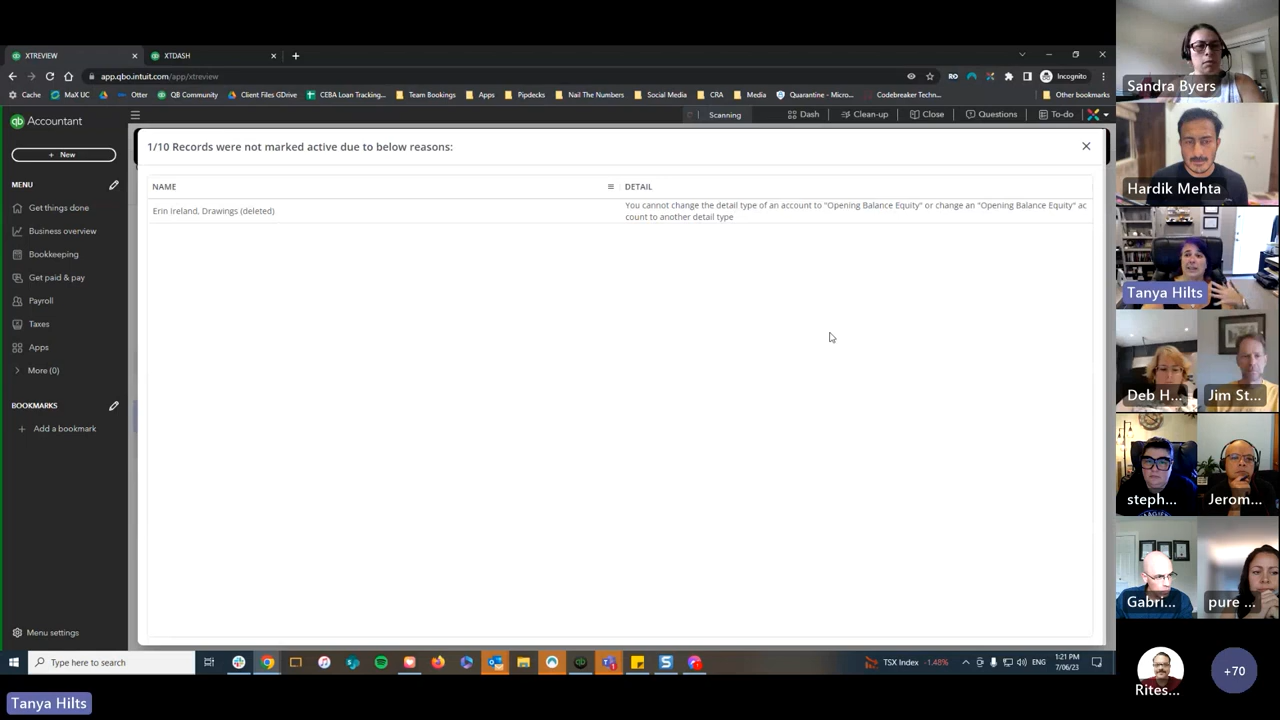 XTREVIEW
XTDASH
app.qbo.intuit.com/app/xtreview
Incognito
Cache
MaX UC
Otter
QB Community
Client Files GDrive
CEBA Loan Tracking...
Team Bookings
Apps
Pipdecks
Nail The Numbers
Social Media
CRA
Media
Quarantine - Micro...
Codebreaker Techn...
Other bookmarks
RO
qb Accountant
Scanning
Dash
Clean-up
Close
Questions
To-do
+ New
MENU
Get things done
Business overview
Bookkeeping
Get paid & pay
Payroll
Taxes
Apps
More (0)
BOOKMARKS
+ Add a bookmark
Menu settings
1/10 Records were not marked active due to below reasons:
NAME
DETAIL
Erin Ireland, Drawings (deleted)
You cannot change the detail type of an account to "Opening Balance Equity" or change an "Opening Balance Equity" ac
count to another detail type
Type here to search
TSX Index -1.48%
ENG
1:21 PM
7/06/23
Tanya Hilts
Sandra Byers
Hardik Mehta
Tanya Hilts
Deb H...
Jim St...
steph...
Jerom...
Gabri...
pure ...
Rites...
+70